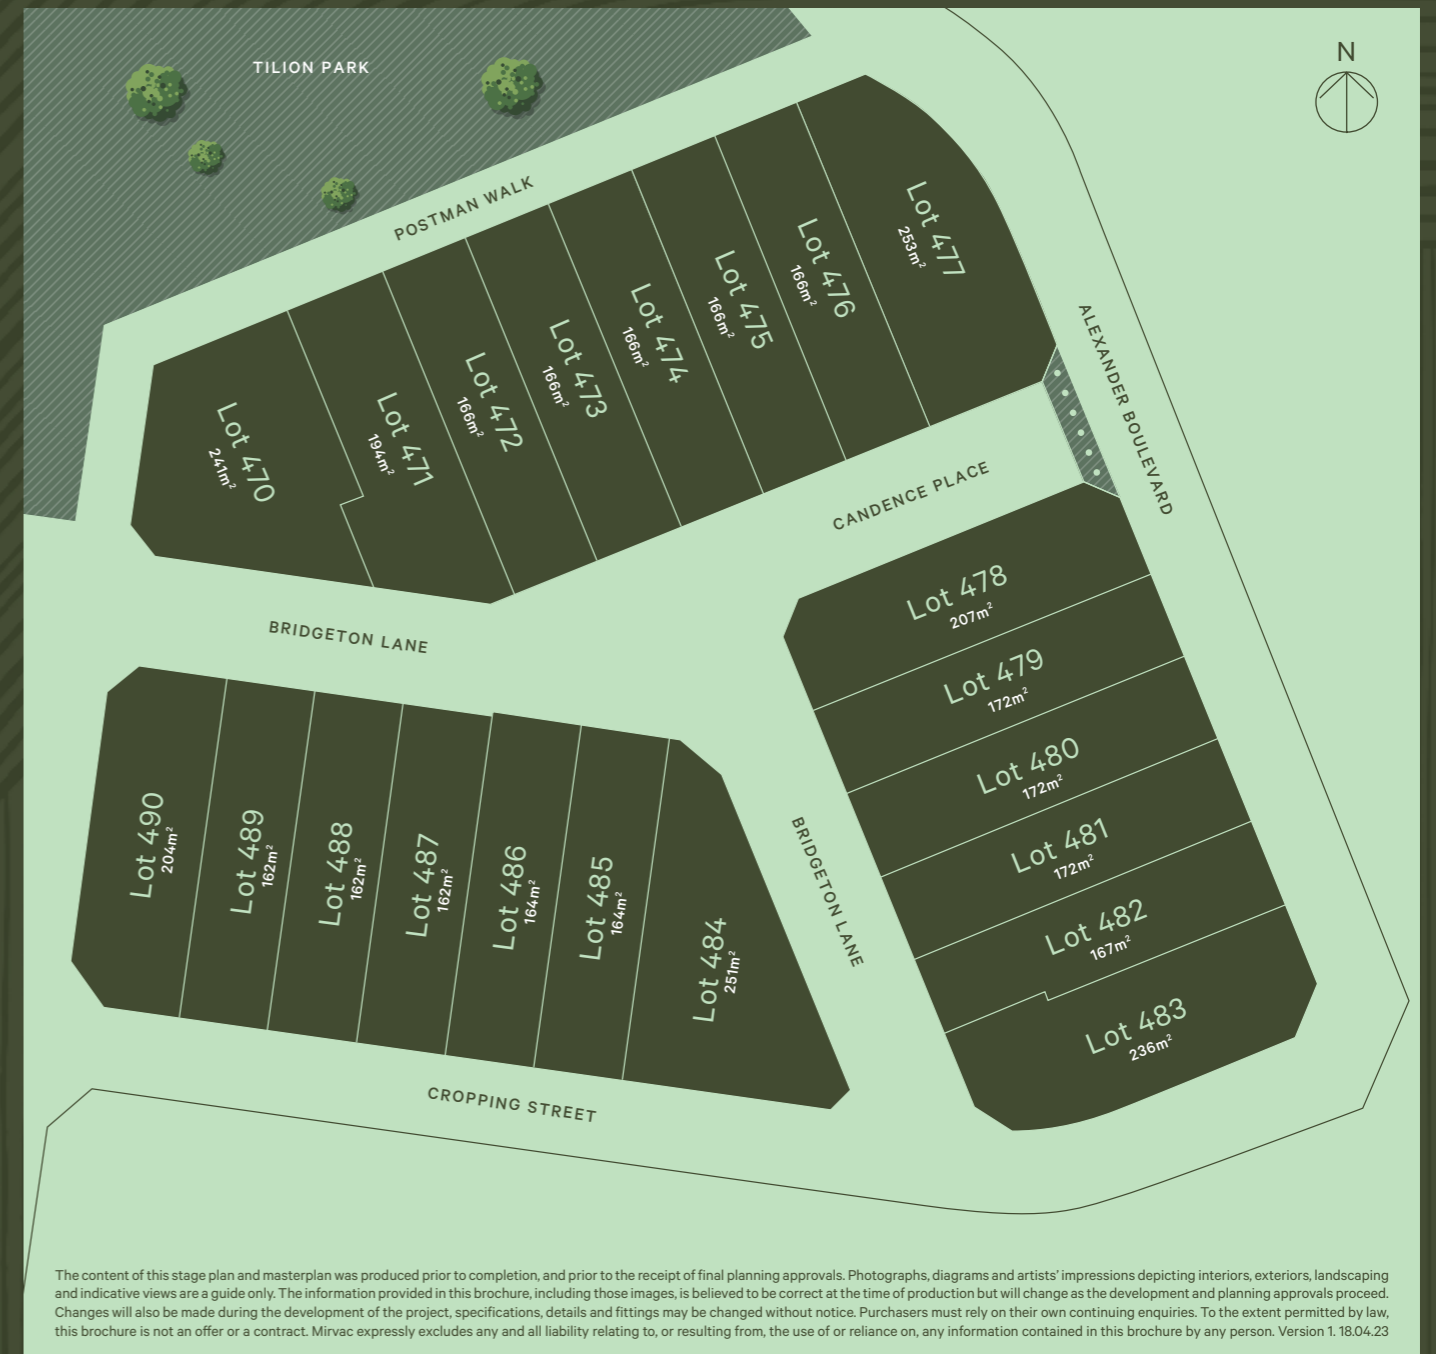 TILION PARK
N
POSTMAN WALK
Lot 477
253m²
Lot 476
166m²
Lot 475
166m²
Lot 474
166m²
Lot 473
166m²
Lot 472
166m²
Lot 471
194m²
Lot 470
241m²
ALEXANDER BOULEVARD
CANDENCE PLACE
BRIDGETON LANE
Lot 478
207m²
Lot 479
172m²
Lot 480
172m²
Lot 481
172m²
Lot 482
167m²
Lot 483
236m²
BRIDGETON LANE
Lot 490
204m²
Lot 489
162m²
Lot 488
162m²
Lot 487
162m²
Lot 486
164m²
Lot 485
164m²
Lot 484
251m²
CROPPING STREET
The content of this stage plan and masterplan was produced prior to completion, and prior to the receipt of final planning approvals. Photographs, diagrams and artists' impressions depicting interiors, exteriors, landscaping
and indicative views are a guide only. The information provided in this brochure, including those images, is believed to be correct at the time of production but will change as the development and planning approvals proceed.
Changes will also be made during the development of the project, specifications, details and fittings may be changed without notice. Purchasers must rely on their own continuing enquiries. To the extent permitted by law,
this brochure is not an offer or a contract. Mirvac expressly excludes any and all liability relating to, or resulting from, the use of or reliance on, any information contained in this brochure by any person. Version 1. 18.04.23